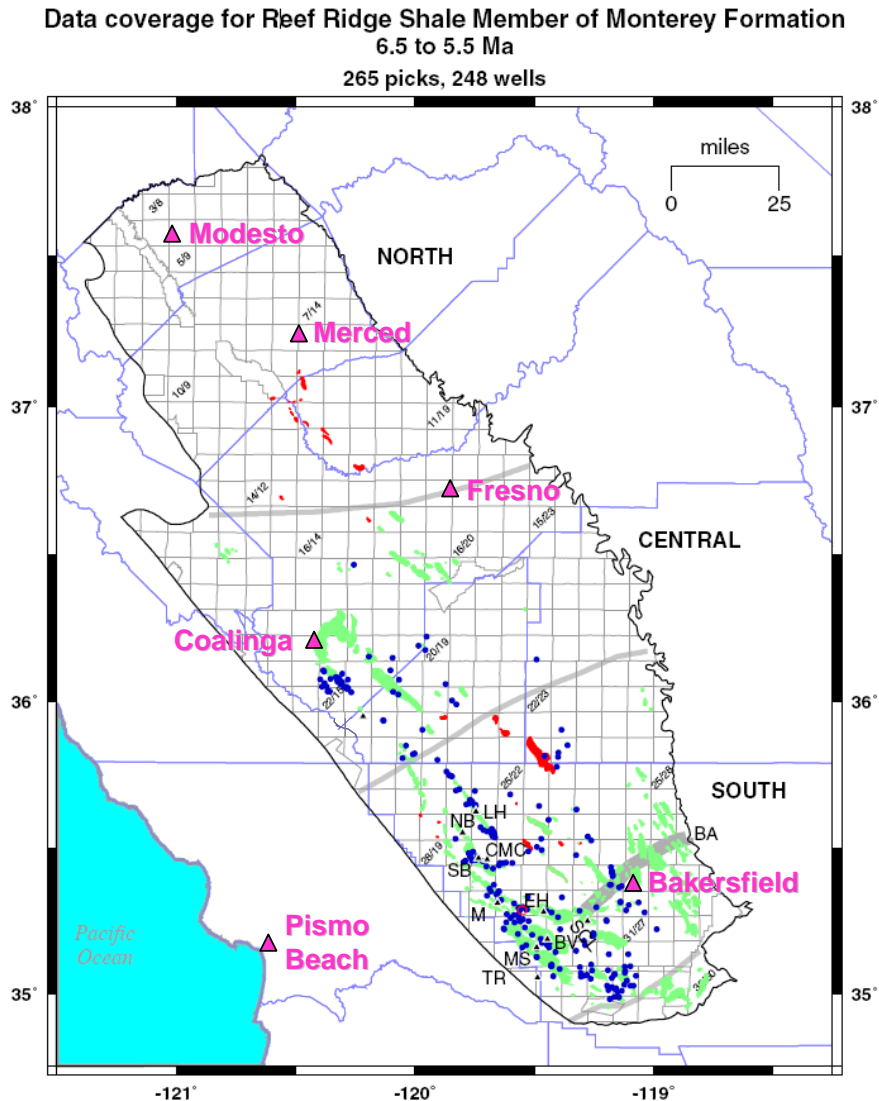 Data coverage for Reef Ridge Shale Member of Monterey Formation
6.5 to 5.5 Ma
265 picks, 248 wells
38°
38°
miles
0
25
3/8
Modesto
5/9
NORTH
7/14
Merced
10/9
37°
37°
11/19
14/12
Fresno
15/23
16/14
16/20
CENTRAL
Coalinga
20/19
36°
36°
22/23
25/22
25/28
SOUTH
LH
NB
BA
28/19
CMC
SB
Bakersfield
EH
M
31/27
BV
MS
TR
Pismo
Beach
Pacific
Ocean
35°
35°
-121°
-120°
-119°